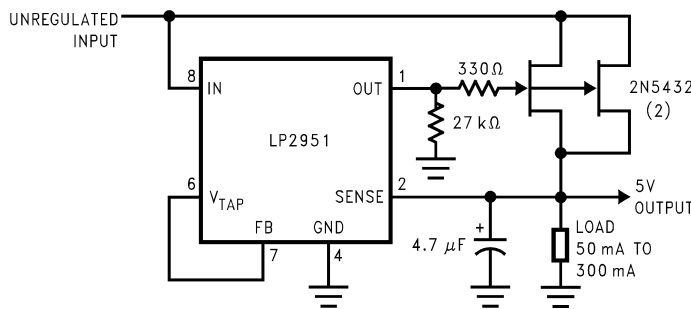 UNREGULATED
INPUT
8
IN
OUT
1
330Ω
2N5432
(2)
27 kΩ
LP2951
6
VTAP
SENSE
2
5V
OUTPUT
FB
GND
7
4
+
4.7 μF
LOAD
50 mA TO
300 mA